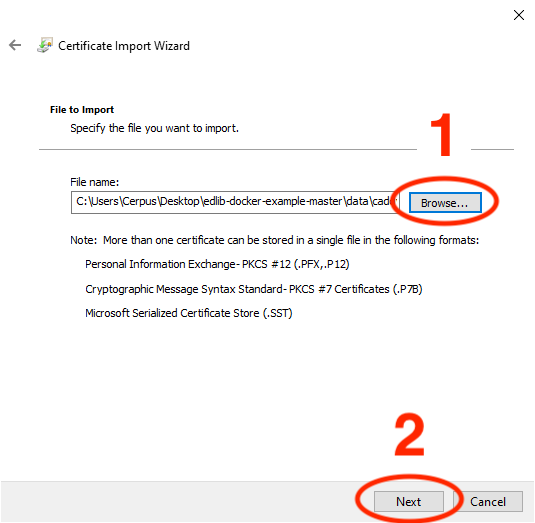 Certificate Import Wizard
File to Import
Specify the file you want to import.
1
File name:
C:\Users\Cerpus\Desktop\edlib-docker-example-master\data\cadd
Browse...
Note: More than one certificate can be stored in a single file in the following formats:
Personal Information Exchange- PKCS #12 (.PFX,.P12)
Cryptographic Message Syntax Standard- PKCS #7 Certificates (.P7B)
Microsoft Serialized Certificate Store (.SST)
2
Next
Cancel